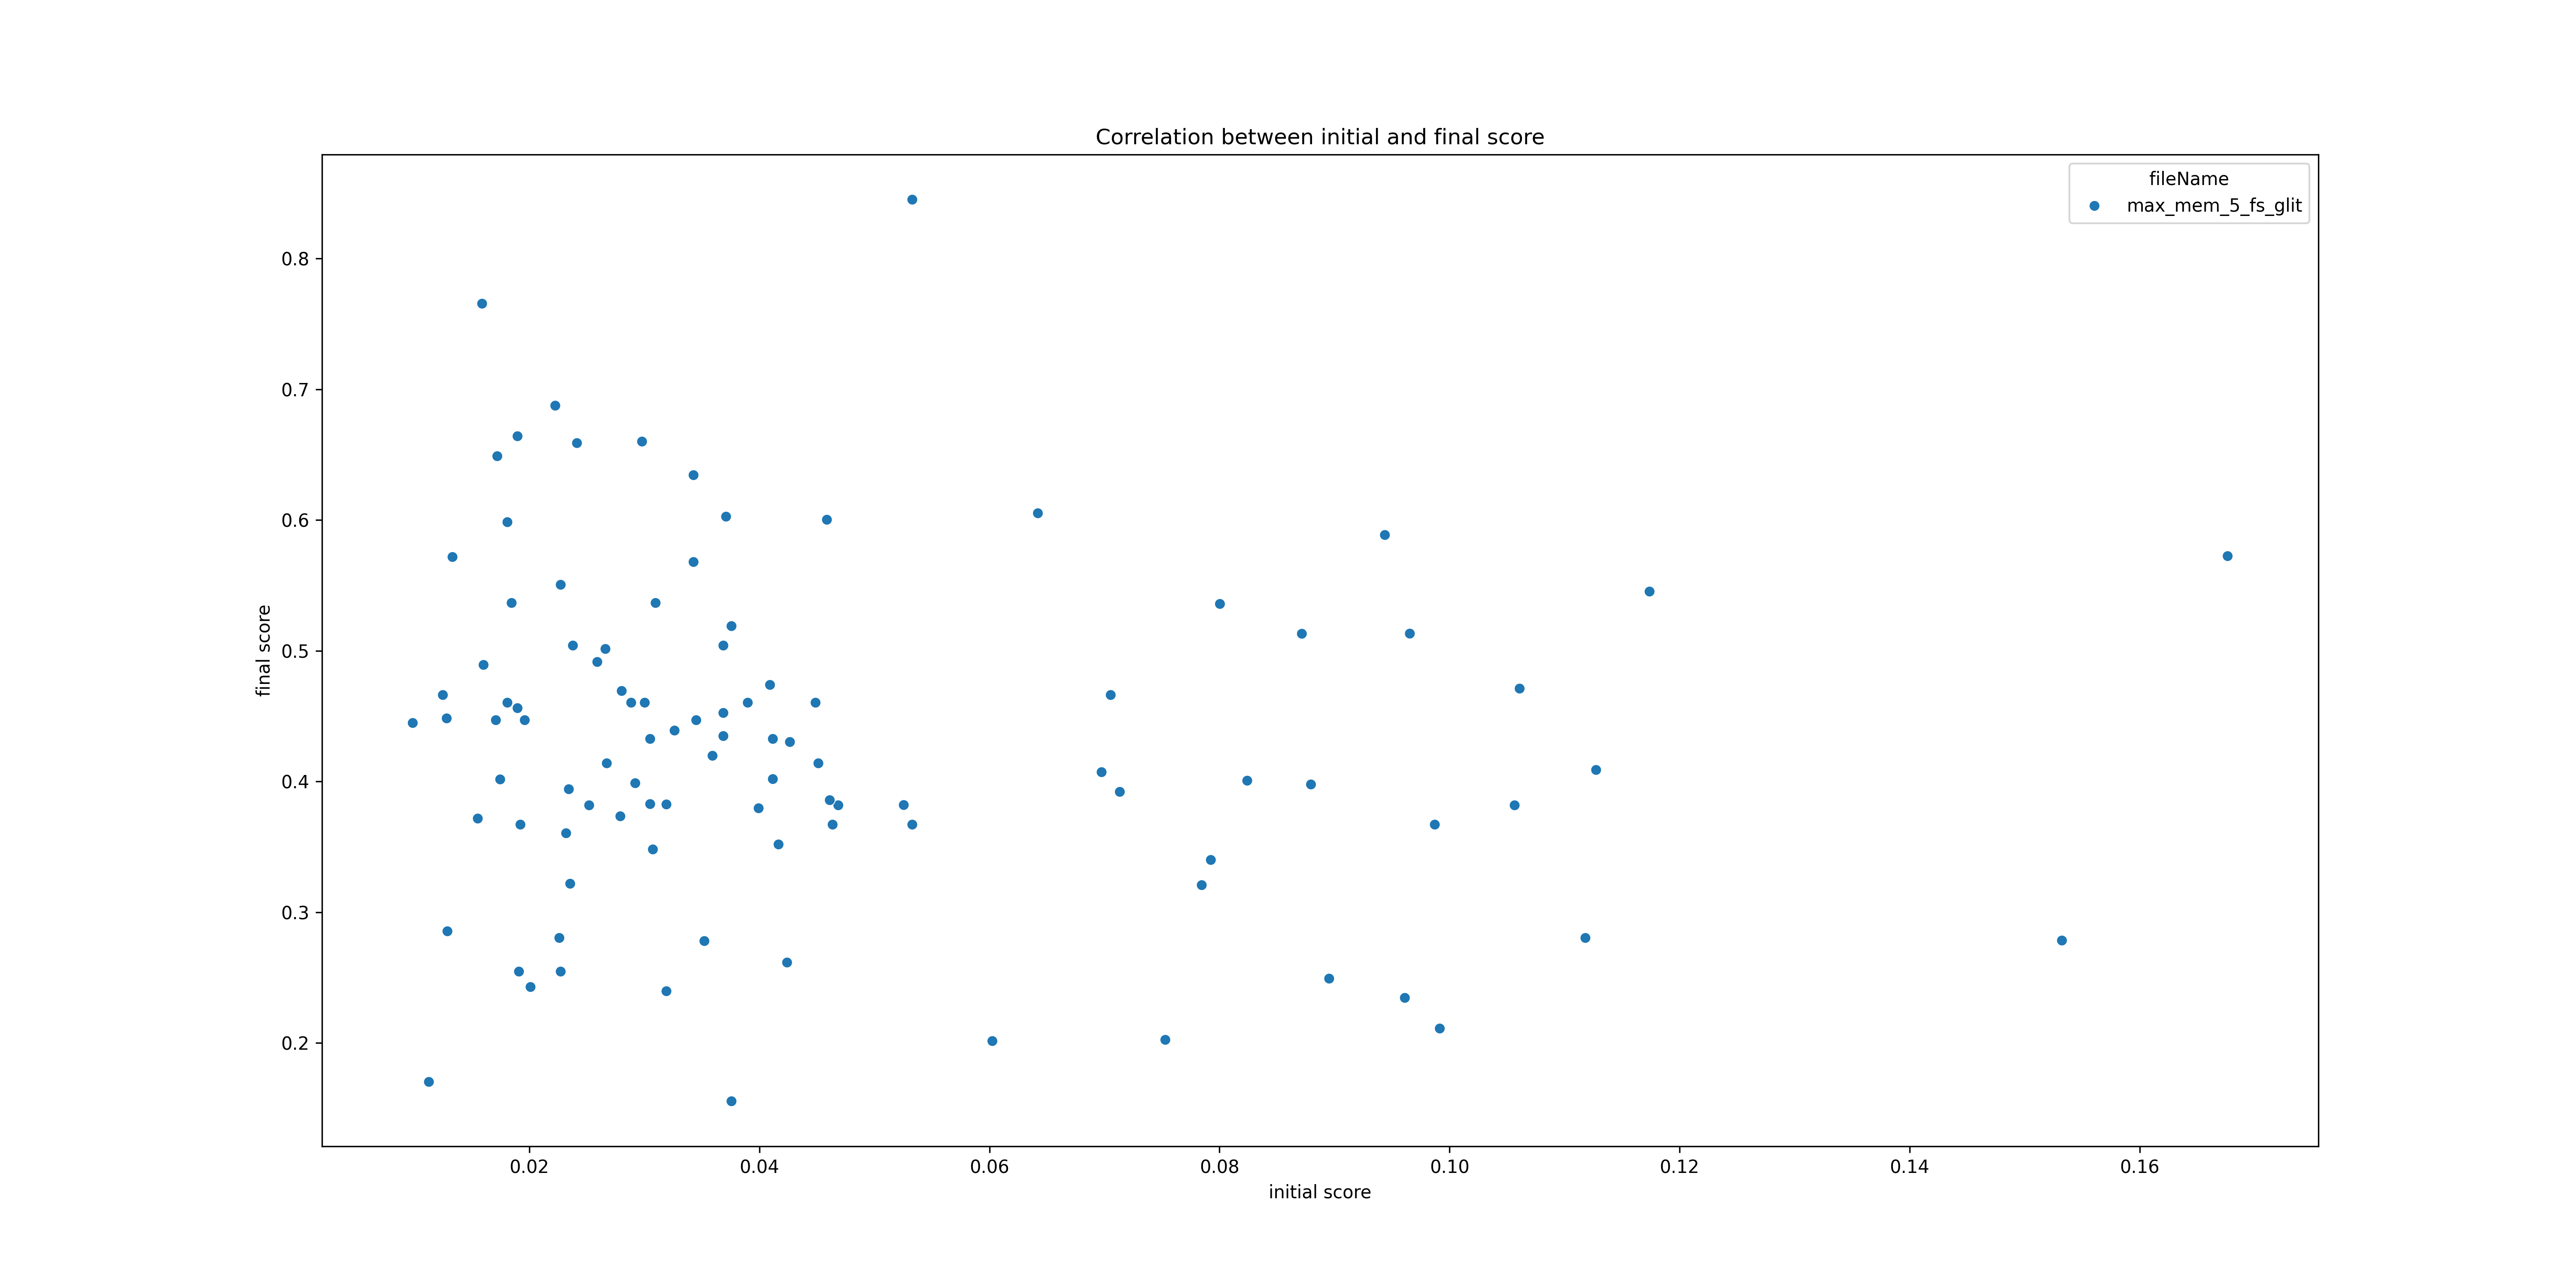 Correlation between initial and final score
fileName
max_mem_5_fs_glit
0.8
0.7
0.6
0.5
0.4
0.3
0.2
final score
0.02 0.04 0.06 0.08 0.10 0.12 0.14 0.16
initial score